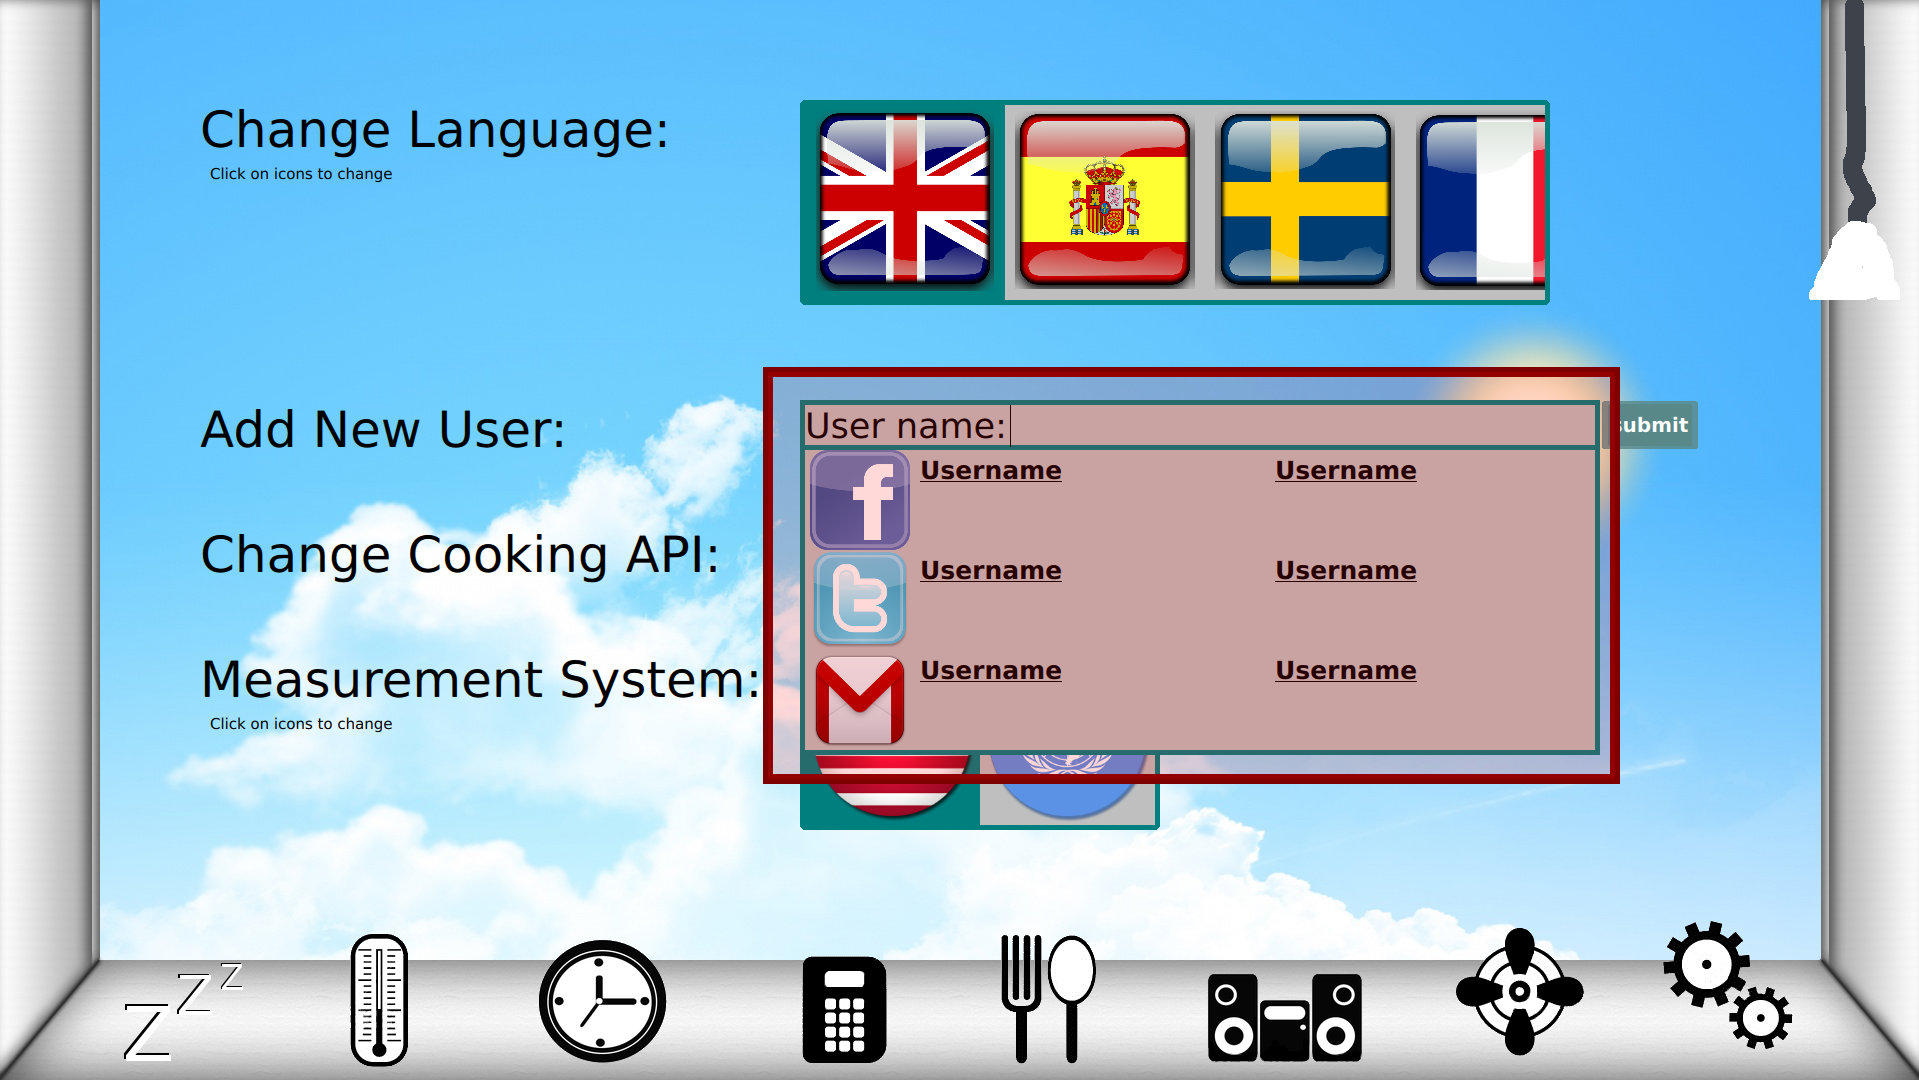 Change Language:
Click on icons to change
Add New User:
User name:
submit
Username Username
Change Cooking API:
Username Username
Measurement System:
Username Username
Click on icons to change
z z z